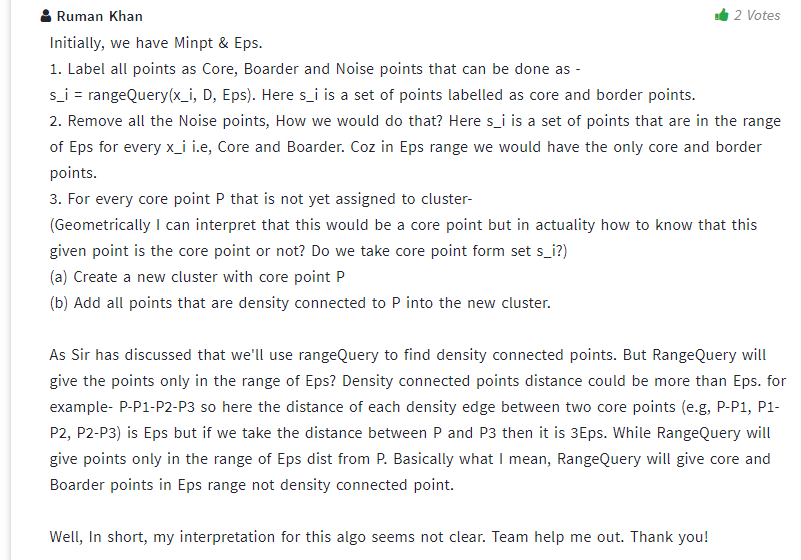 Ruman Khan
2 Votes
Initially, we have Minpt & Eps.
1. Label all points as Core, Boarder and Noise points that can be done as -
s_i = rangeQuery(x_i, D, Eps). Here s_i is a set of points labelled as core and border points.
2. Remove all the Noise points, How we would do that? Here s_i is a set of points that are in the range
of Eps for every x_i i.e, Core and Boarder. Coz in Eps range we would have the only core and border
points.
3. For every core point P that is not yet assigned to cluster-
(Geometrically I can interpret that this would be a core point but in actuality how to know that this
given point is the core point or not? Do we take core point form set s_i?)
(a) Create a new cluster with core point P
(b) Add all points that are density connected to P into the new cluster.
As Sir has discussed that we'll use rangeQuery to find density connected points. But RangeQuery will
give the points only in the range of Eps? Density connected points distance could be more than Eps. for
example- P-P1-P2-P3 so here the distance of each density edge between two core points (e.g, P-P1, P1-
P2, P2-P3) is Eps but if we take the distance between P and P3 then it is 3Eps. While RangeQuery will
give points only in the range of Eps dist from P. Basically what I mean, RangeQuery will give core and
Boarder points in Eps range not density connected point.
Well, In short, my interpretation for this algo seems not clear. Team help me out. Thank you!